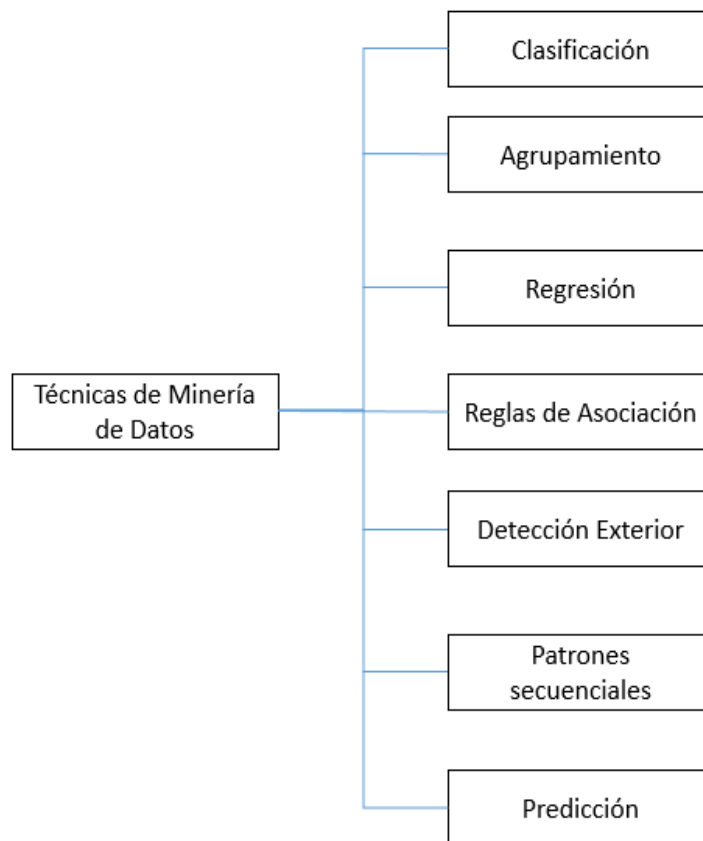 Clasificación
Agrupamiento
Regresión
Técnicas de Minería
de Datos
Reglas de Asociación
Detección Exterior
Patrones
secuenciales
Predicción